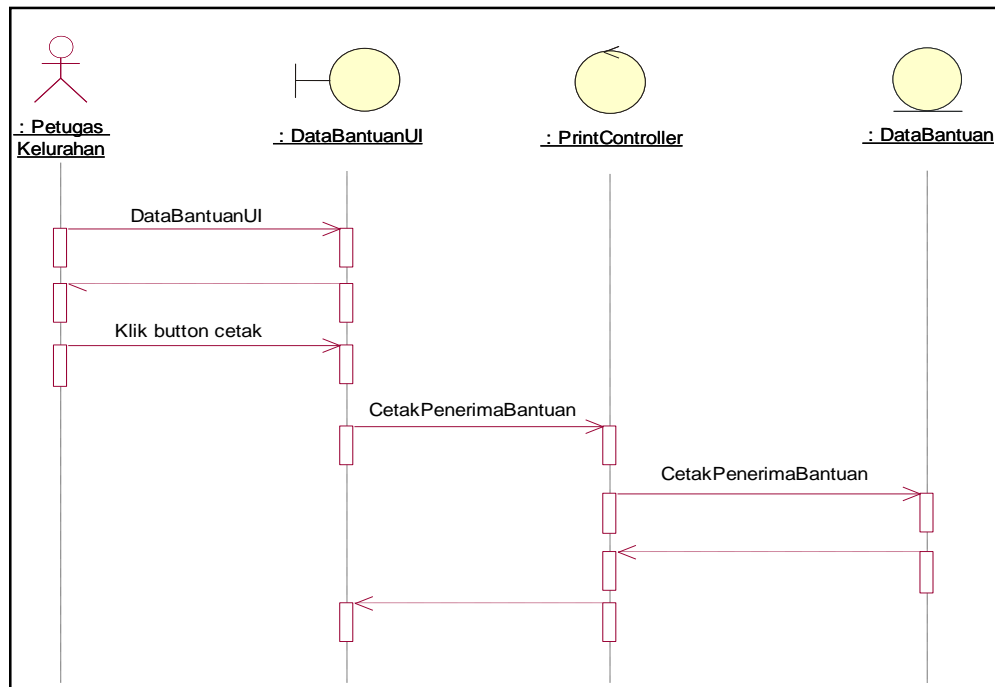 : Petugas
Kelurahan
: DataBantuanUI
: PrintController
: DataBantuan
DataBantuanUI
Klik button cetak
CetakPenerimaBantuan
CetakPenerimaBantuan